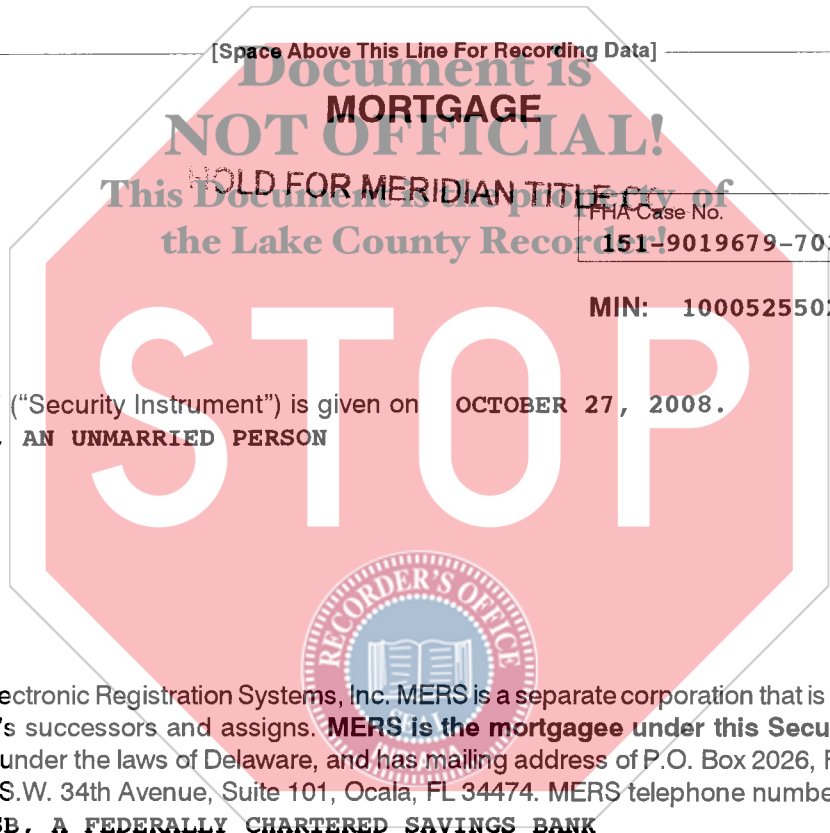 [Space Above This Line For Recording Data]
Document is
MORTGAGE
NOT OFFICIAL!
HOLD FOR MERIDIAN TITLE CO
This Document is the property of
the Lake County Recorder!
FHA Case No.
151-9019679-703
MIN: 1000525502
STOP
("Security Instrument") is given on OCTOBER 27, 2008.
AN UNMARRIED PERSON
RECORDER'S OFFICE
ectronic Registration Systems, Inc. MERS is a separate corporation that is
's successors and assigns. MERS is the mortgagee under this Secu
under the laws of Delaware, and has mailing address of P.O. Box 2026, F
S.W. 34th Avenue, Suite 101, Ocala, FL 34474. MERS telephone numbe
SB, A FEDERALLY CHARTERED SAVINGS BANK